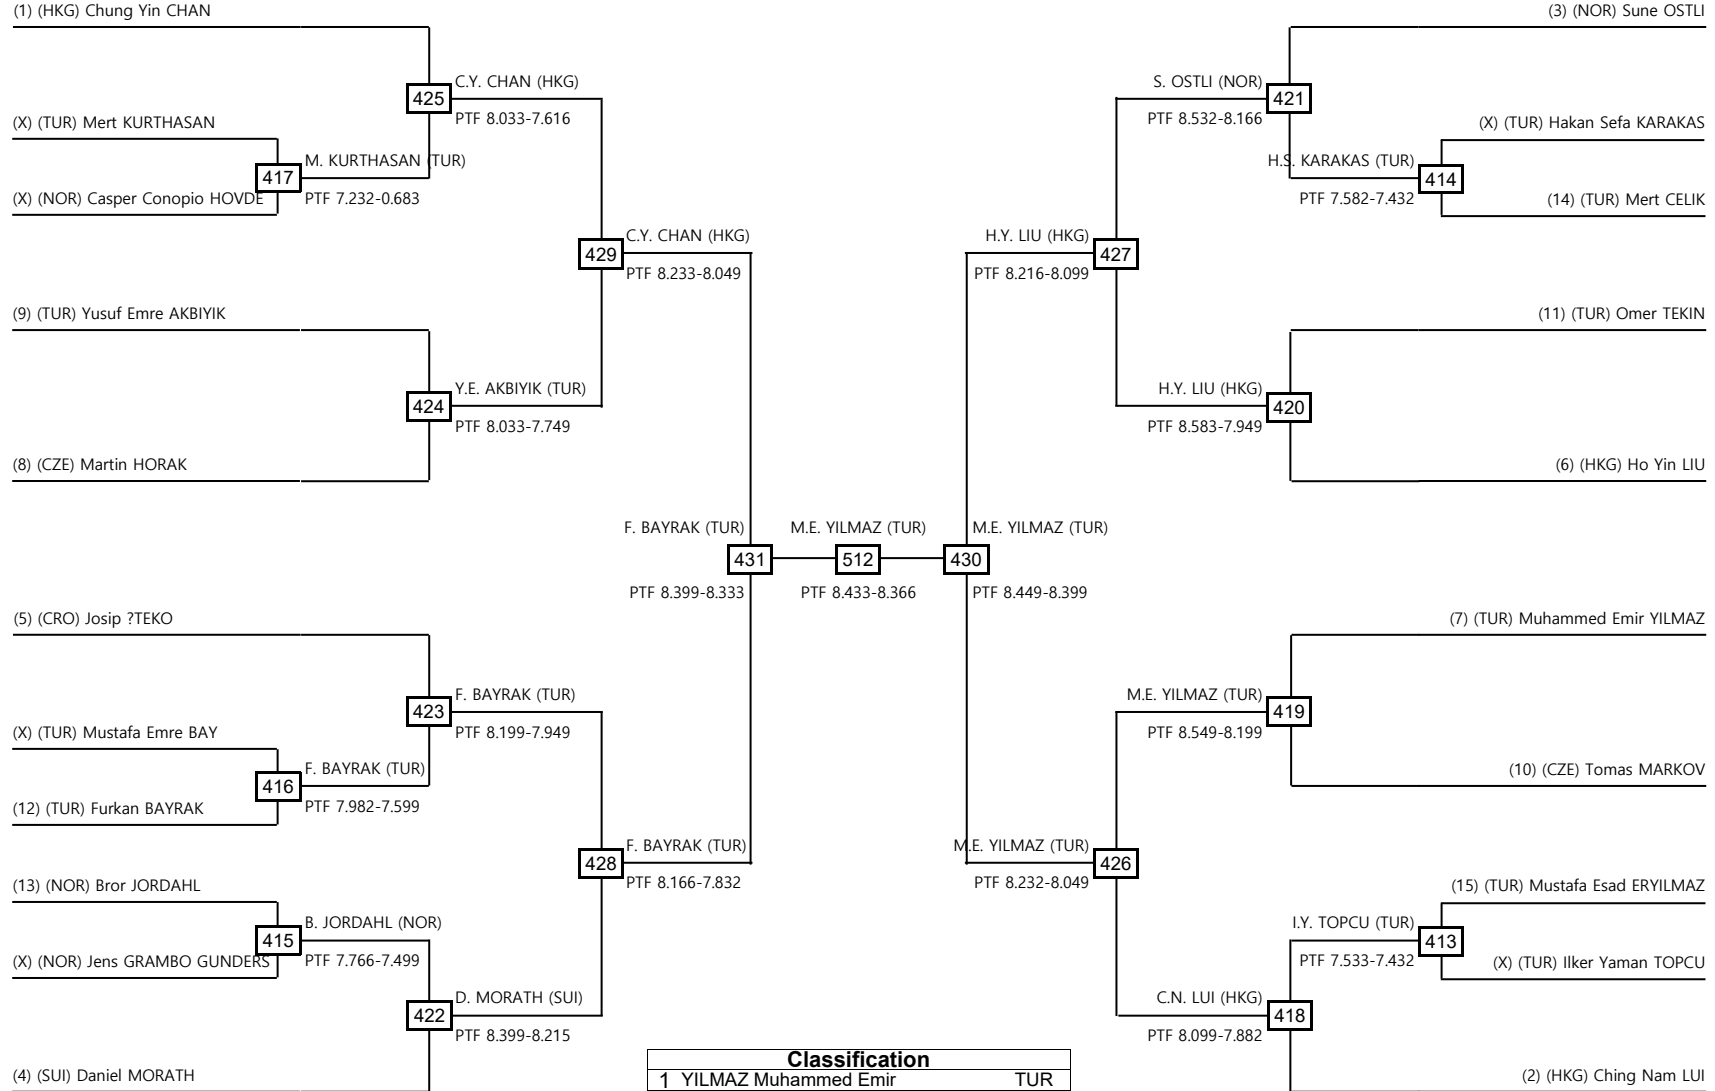 (1) (HKG) Chung Yin CHAN
(3) (NOR) Sune OSTLI
C.Y. CHAN (HKG)
S. OSTLI (NOR)
425
421
PTF 8.033-7.616
PTF 8.532-8.166
(X) (TUR) Mert KURTHASAN
(X) (TUR) Hakan Sefa KARAKAS
M. KURTHASAN (TUR)
H.S. KARAKAS (TUR)
417
414
(X) (NOR) Casper Conopio HOVDE
PTF 7.232-0.683
PTF 7.582-7.432
(14) (TUR) Mert CELIK
C.Y. CHAN (HKG)
H.Y. LIU (HKG)
429
427
PTF 8.233-8.049
PTF 8.216-8.099
(9) (TUR) Yusuf Emre AKBIYIK
(11) (TUR) Omer TEKIN
Y.E. AKBIYIK (TUR)
H.Y. LIU (HKG)
424
420
PTF 8.033-7.749
PTF 8.583-7.949
(8) (CZE) Martin HORAK
(6) (HKG) Ho Yin LIU
F. BAYRAK (TUR)
M.E. YILMAZ (TUR)
M.E. YILMAZ (TUR)
431
512
430
PTF 8.399-8.333
PTF 8.433-8.366
PTF 8.449-8.399
(5) (CRO) Josip ?TEKO
(7) (TUR) Muhammed Emir YILMAZ
F. BAYRAK (TUR)
M.E. YILMAZ (TUR)
423
419
PTF 8.199-7.949
PTF 8.549-8.199
(X) (TUR) Mustafa Emre BAY
F. BAYRAK (TUR)
(10) (CZE) Tomas MARKOV
416
(12) (TUR) Furkan BAYRAK
PTF 7.982-7.599
F. BAYRAK (TUR)
M.E. YILMAZ (TUR)
428
426
PTF 8.166-7.832
PTF 8.232-8.049
(13) (NOR) Bror JORDAHL
(15) (TUR) Mustafa Esad ERYILMAZ
B. JORDAHL (NOR)
I.Y. TOPCU (TUR)
415
413
(X) (NOR) Jens GRAMBO GUNDERS
PTF 7.766-7.499
PTF 7.533-7.432
(X) (TUR) Ilker Yaman TOPCU
D. MORATH (SUI)
C.N. LUI (HKG)
422
418
PTF 8.399-8.215
PTF 8.099-7.882
(4) (SUI) Daniel MORATH
(2) (HKG) Ching Nam LUI
Classification
1 YILMAZ Muhammed Emir TUR